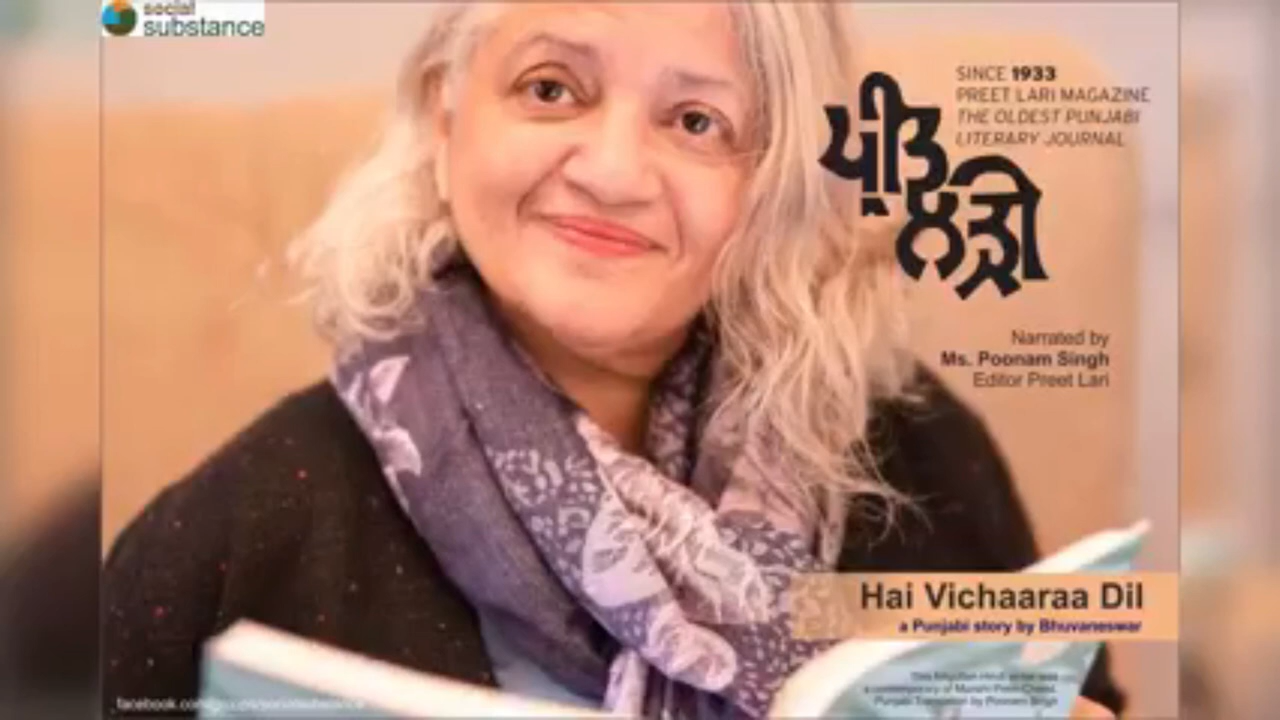 social
substance
SINCE 1933
PREET LARI MAGAZINE
THE OLDEST PUNJABI
LITERARY JOURNAL
ਪ੍ਰੀਤ
ਲੜੀ
Narrated by
Ms. Poonam Singh
Editor Preet Lari
Hai Vichaaraa Dil
a Punjabi story by Bhuvaneswar
a contemporary of Munshi Prem Chand.
Punjabi Translation by Poonam Singh